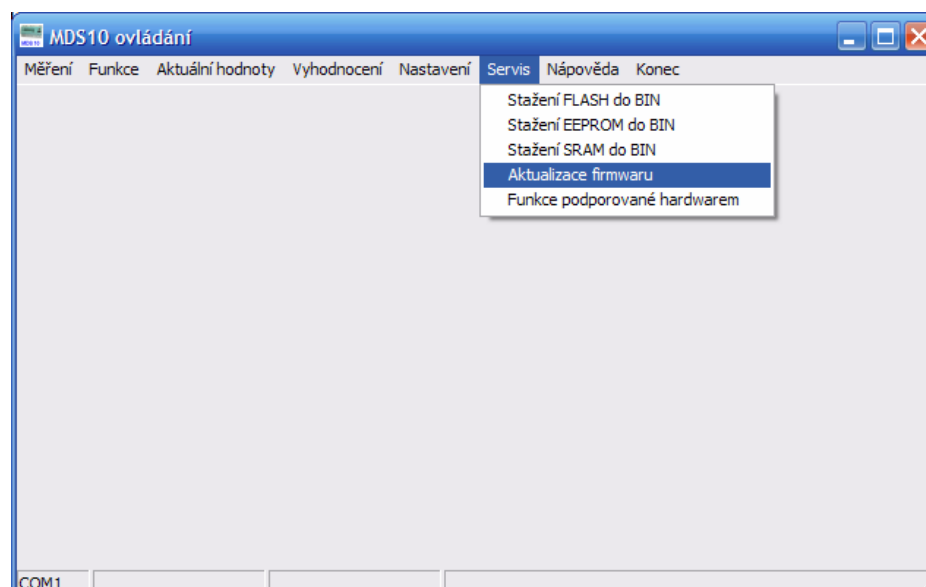 MDS10 ovládání
Měření Funkce Aktuální hodnoty Vyhodnocení Nastavení Servis Nápověda Konec
Stažení FLASH do BIN
Stažení EEPROM do BIN
Stažení SRAM do BIN
Aktualizace firmwaru
Funkce podporované hardwarem
COM1